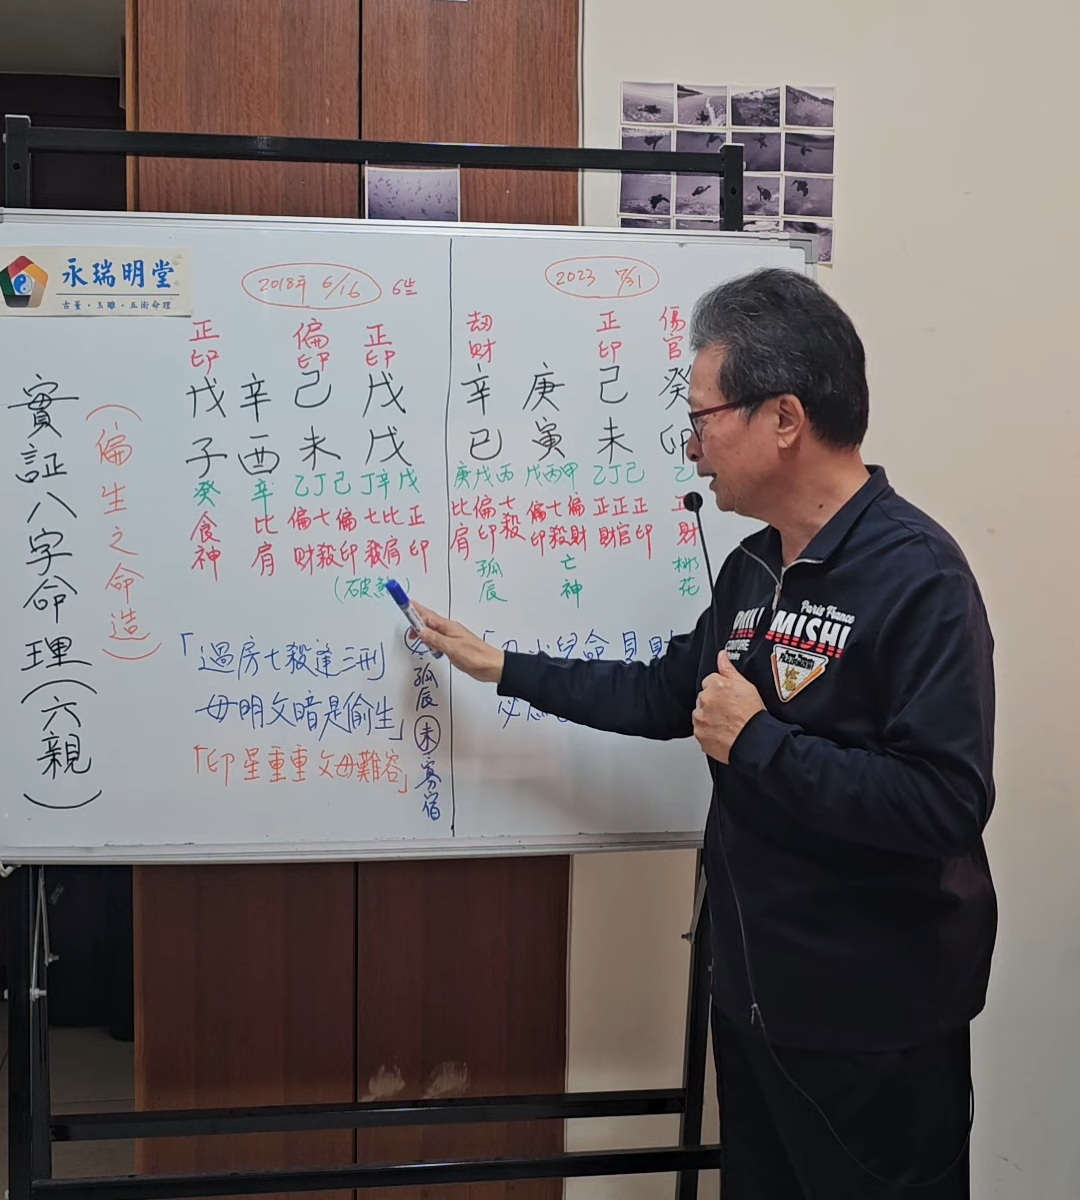 永瑞明堂
古董・玉雕・五術命理
實証八字命理(六親)
(偏生之命造)
2018年 6/16 6生
正印 偏印 正印
戊 辛 己 戊
子 酉 未 戌
癸 辛 乙丁己 丁辛戊
食神 比肩 偏財七殺偏印 七殺比肩正印
「過房七殺逢三刑
母明父暗是偷生」
「印星重重父母難容」
孤辰 未 寡宿
2023 7/31
劫財 正印 傷官
辛 庚 己 癸
巳 寅 未 卯
庚戊丙 戊丙甲 乙丁己 乙
比肩偏印七殺 偏印七殺偏財 正財正官正印 正財
孤辰 亡神
Paris France
MISHI